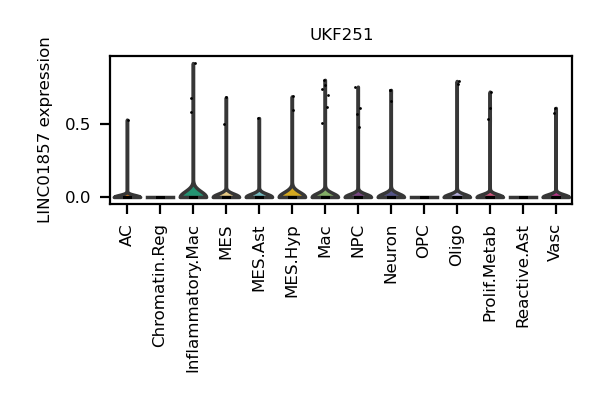 UKF251
LINC01857 expression
0.5
0.0
AC
Chromatin.Reg
Inflammatory.Mac
MES
MES.Ast
MES.Hyp
Mac
NPC
Neuron
OPC
Oligo
Prolif.Metab
Reactive.Ast
Vasc